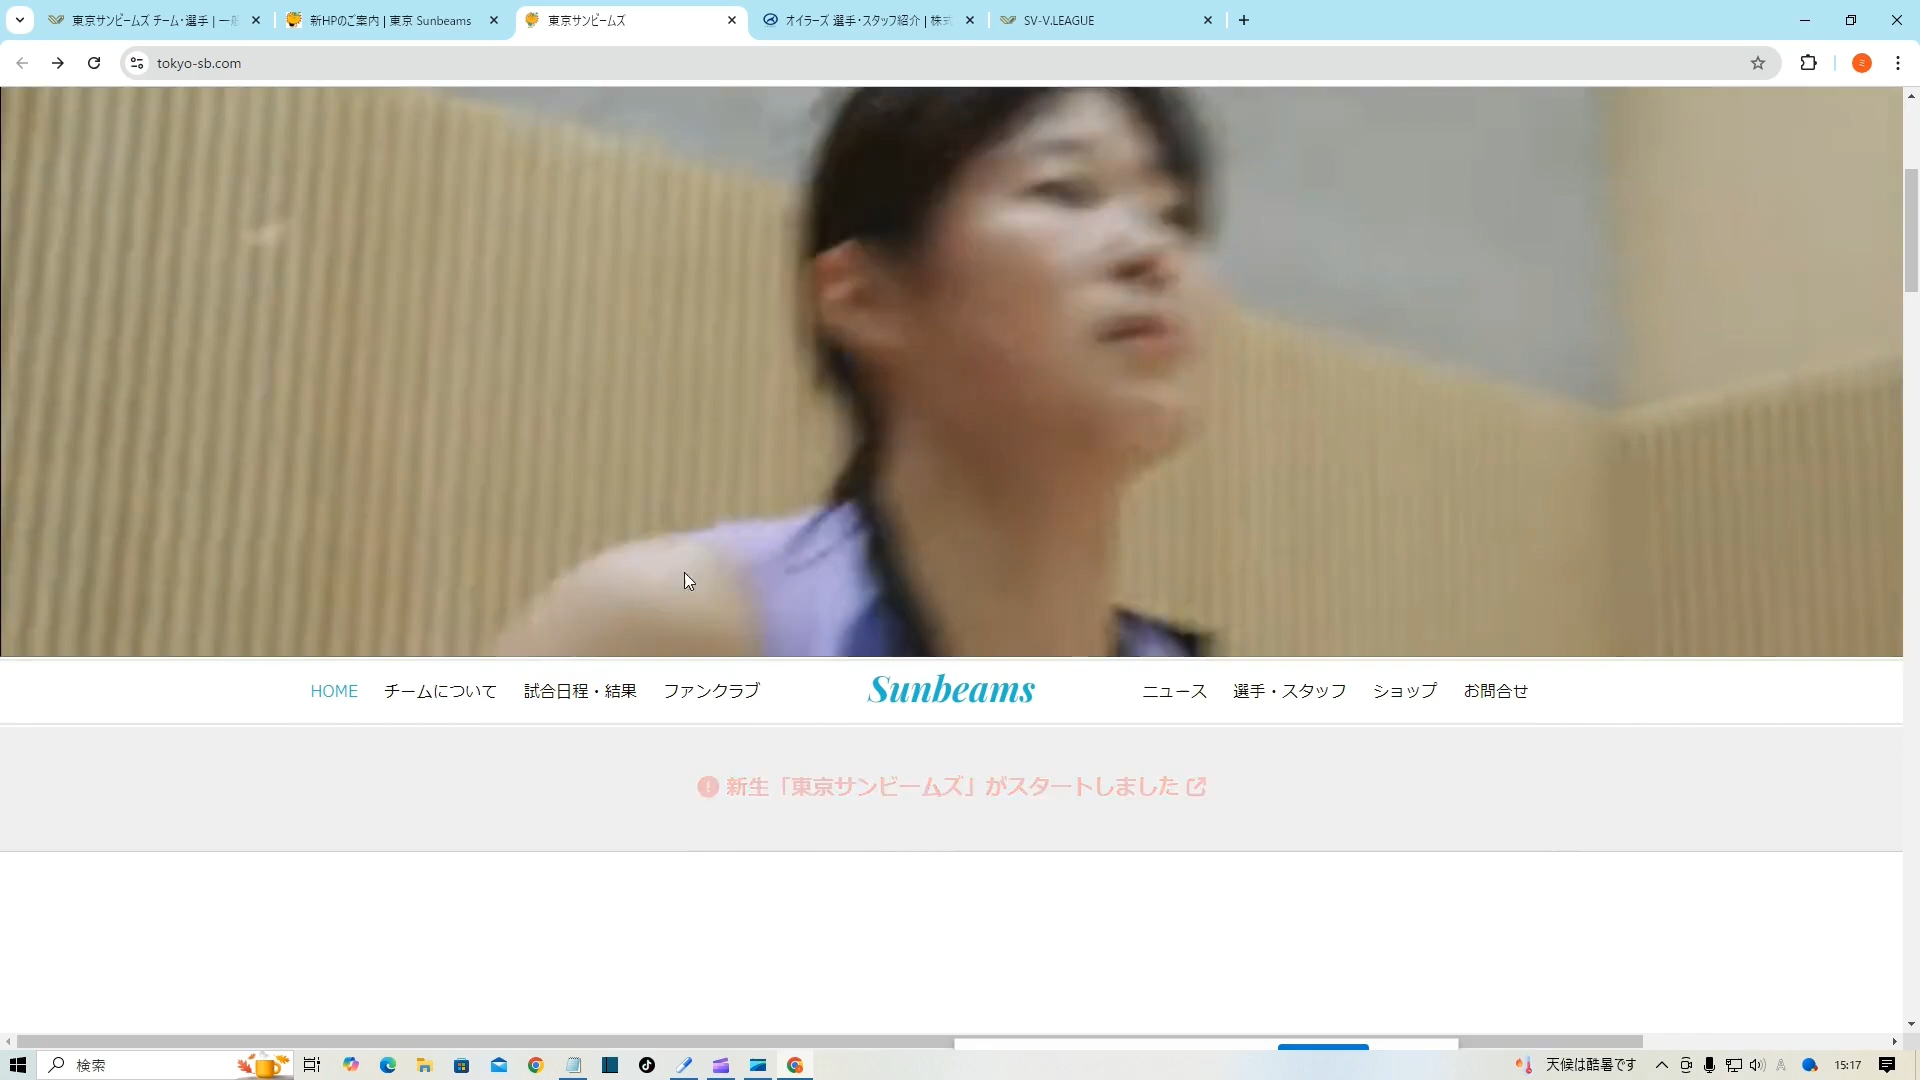 東京サンビームズ チーム・選手 | 一般
新HPのご案内 | 東京 Sunbeams
東京サンビームズ
オイラーズ 選手・スタッフ紹介 | 株式
SV-V.LEAGUE
tokyo-sb.com
HOME チームについて 試合日程・結果 ファンクラブ Sunbeams ニュース 選手・スタッフ ショップ お問合せ
新生「東京サンビームズ」がスタートしました
検索
天候は酷暑です
A
15:17